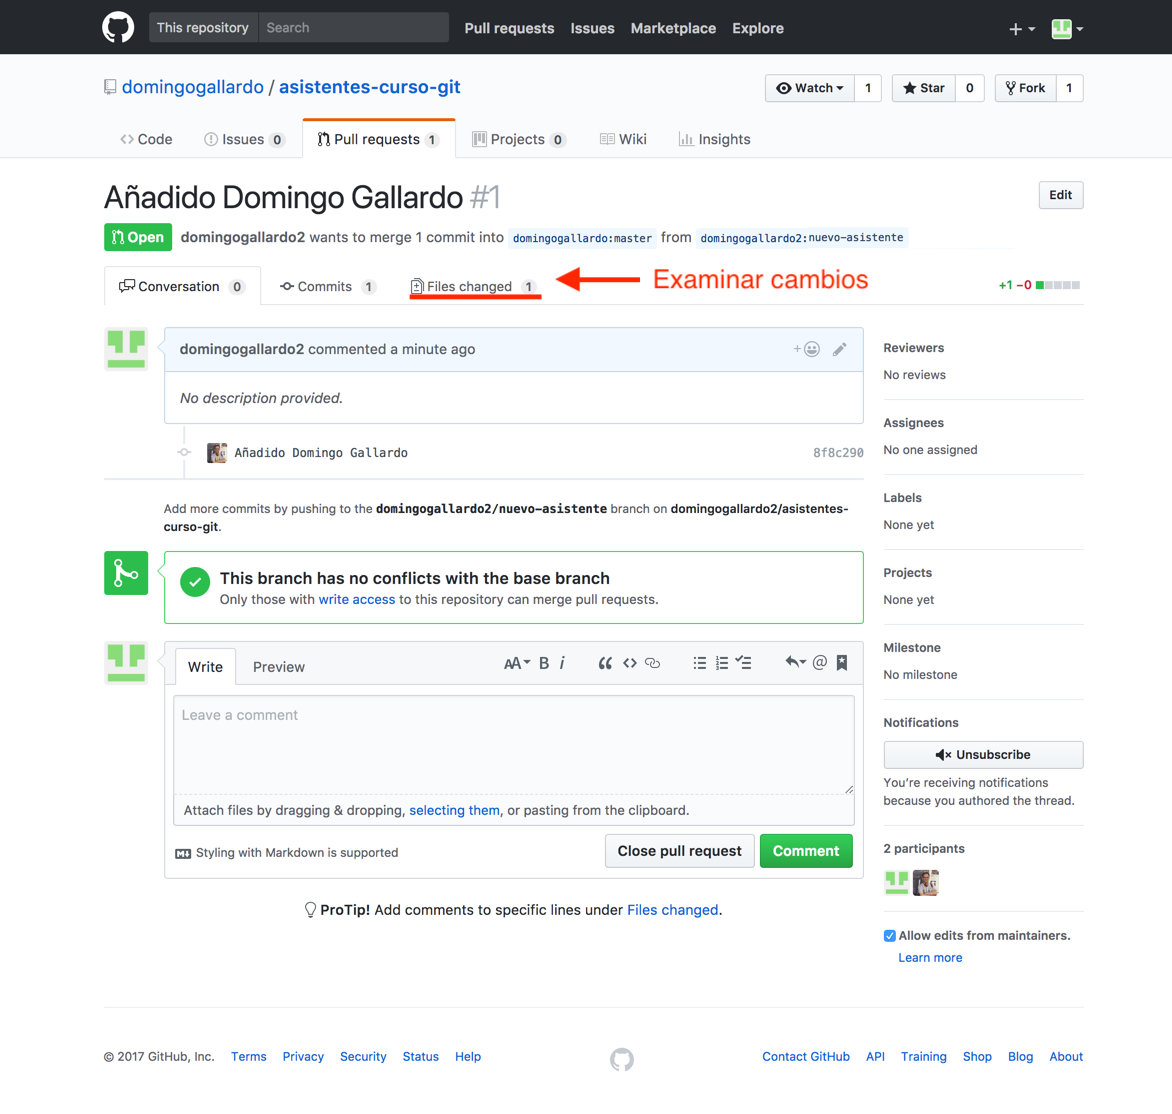 This repository Search Pull requests Issues Marketplace Explore
domingogallardo / asistentes-curso-git Watch 1 Star 0 Fork 1
Code Issues 0 Pull requests 1 Projects 0 Wiki Insights
Añadido Domingo Gallardo #1 Edit
Open domingogallardo2 wants to merge 1 commit into domingogallardo:master from domingogallardo2:nuevo-asistente
Conversation 0 Commits 1 Files changed 1 Examinar cambios +1 −0
domingogallardo2 commented a minute ago
No description provided.
Añadido Domingo Gallardo 8f8c290
Add more commits by pushing to the domingogallardo2/nuevo-asistente branch on domingogallardo2/asistentes-
curso-git.
This branch has no conflicts with the base branch
Only those with write access to this repository can merge pull requests.
Write Preview AA B i
Leave a comment
Attach files by dragging & dropping, selecting them, or pasting from the clipboard.
Styling with Markdown is supported Close pull request Comment
ProTip! Add comments to specific lines under Files changed.
Reviewers
No reviews
Assignees
No one assigned
Labels
None yet
Projects
None yet
Milestone
No milestone
Notifications
Unsubscribe
You’re receiving notifications
because you authored the thread.
2 participants
Allow edits from maintainers.
Learn more
© 2017 GitHub, Inc. Terms Privacy Security Status Help Contact GitHub API Training Shop Blog About